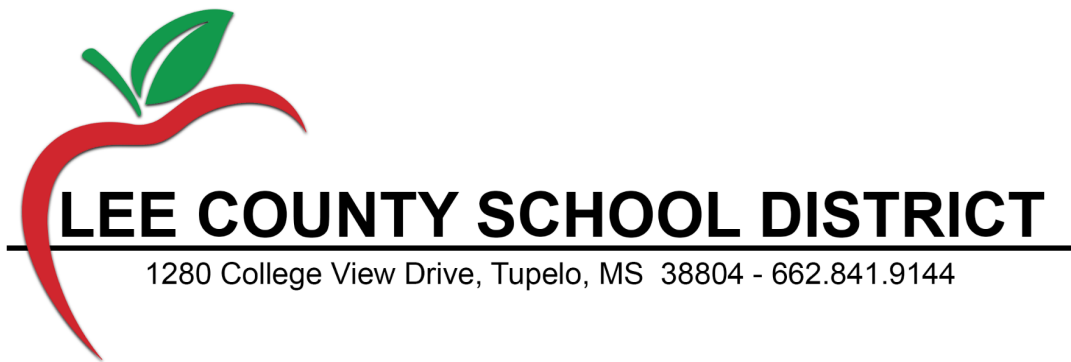 LEE COUNTY SCHOOL DISTRICT
1280 College View Drive, Tupelo, MS  38804 - 662.841.9144